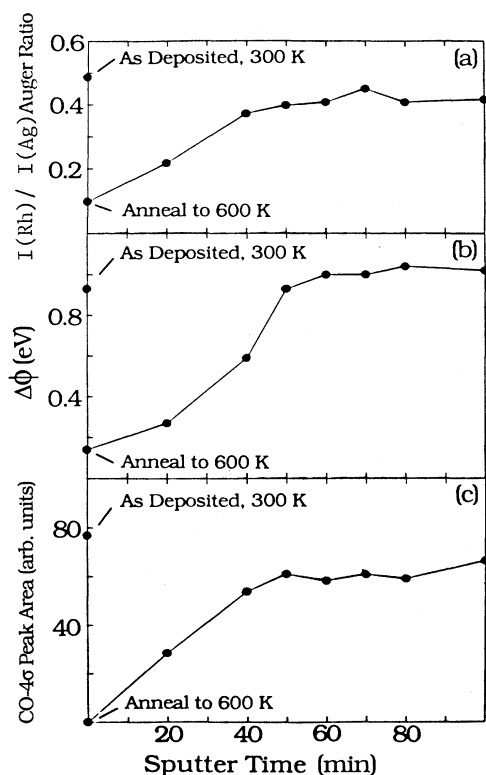 I(Rh) / I(Ag) Auger Ratio
0.6
0.4
0.2
(a)
As Deposited, 300 K
Anneal to 600 K
Δϕ (eV)
0.8
0.4
(b)
As Deposited, 300 K
Anneal to 600 K
CO-4σ Peak Area (arb. units)
80
40
0
(c)
As Deposited, 300 K
Anneal to 600 K
20 40 60 80
Sputter Time (min)